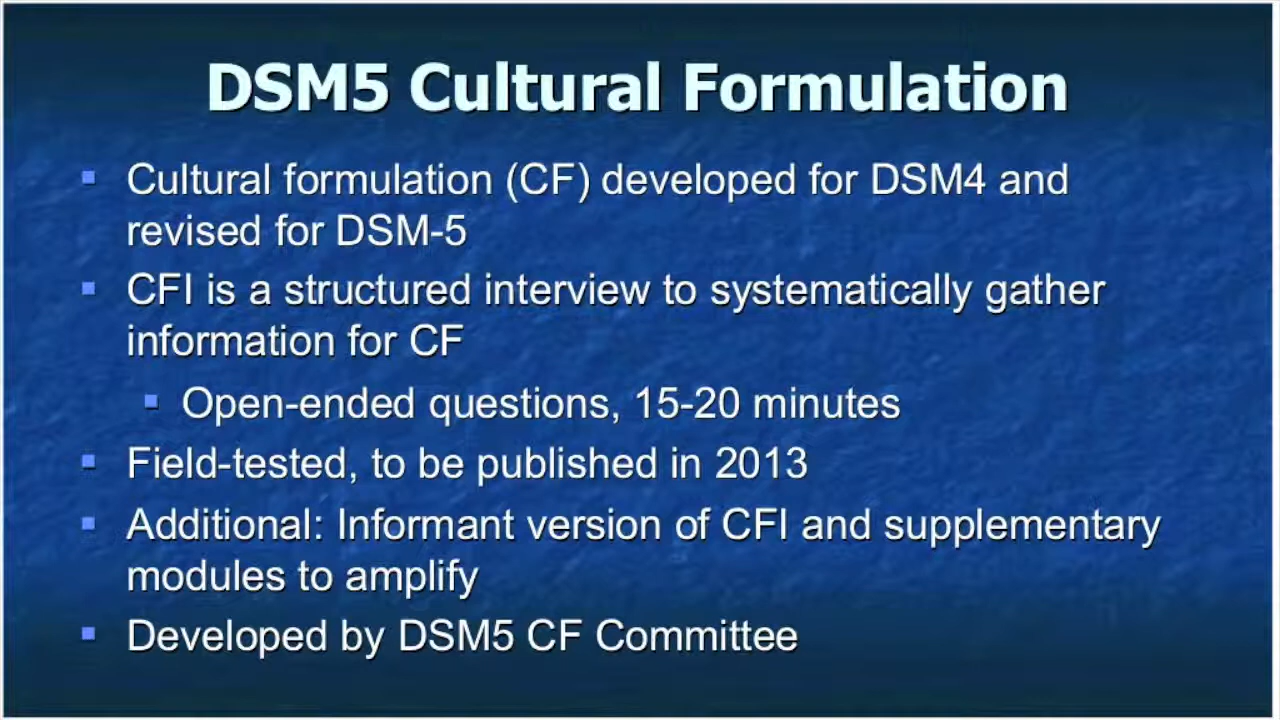 DSM5 Cultural Formulation
Cultural formulation (CF) developed for DSM4 and
revised for DSM-5
CFI is a structured interview to systematically gather
information for CF
Open-ended questions, 15-20 minutes
Field-tested, to be published in 2013
Additional: Informant version of CFI and supplementary
modules to amplify
Developed by DSM5 CF Committee